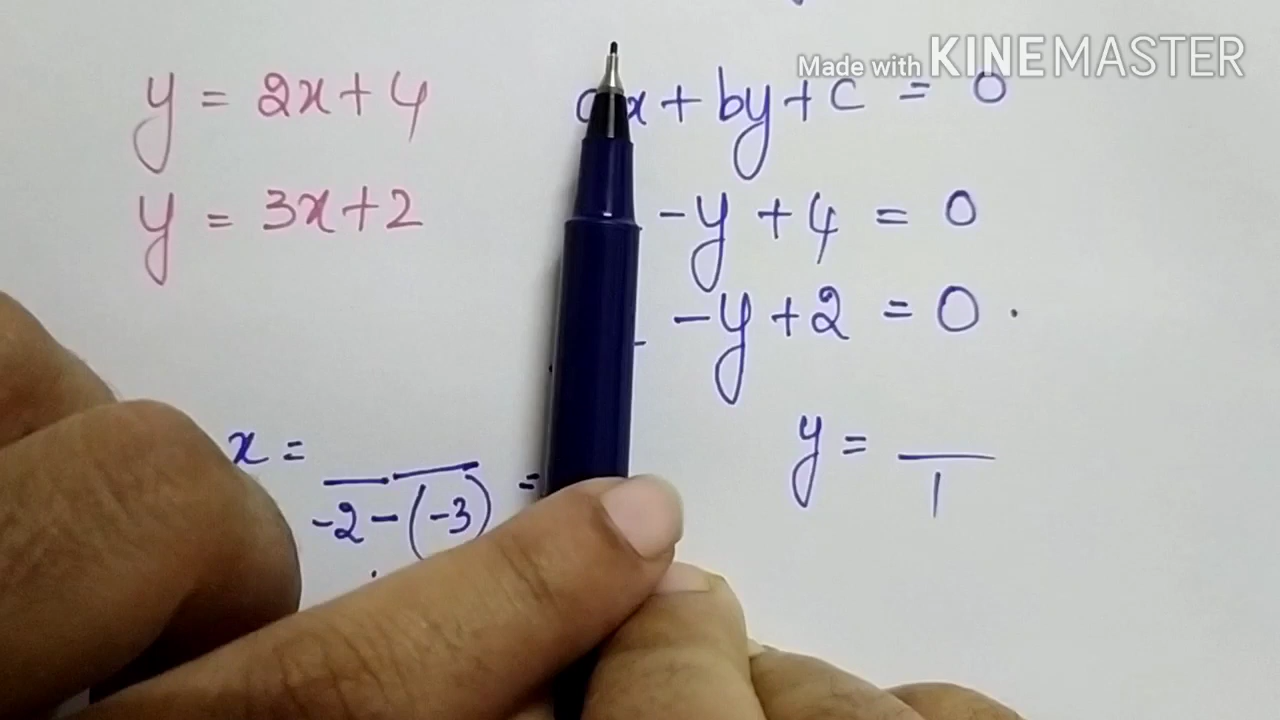 Made with KINEMASTER
y = 2x+4
x + by + c = 0
y = 3x+2
-y + 4 = 0
-y + 2 = 0 .
x = ——— =
-2 - (-3)
y = ———
1